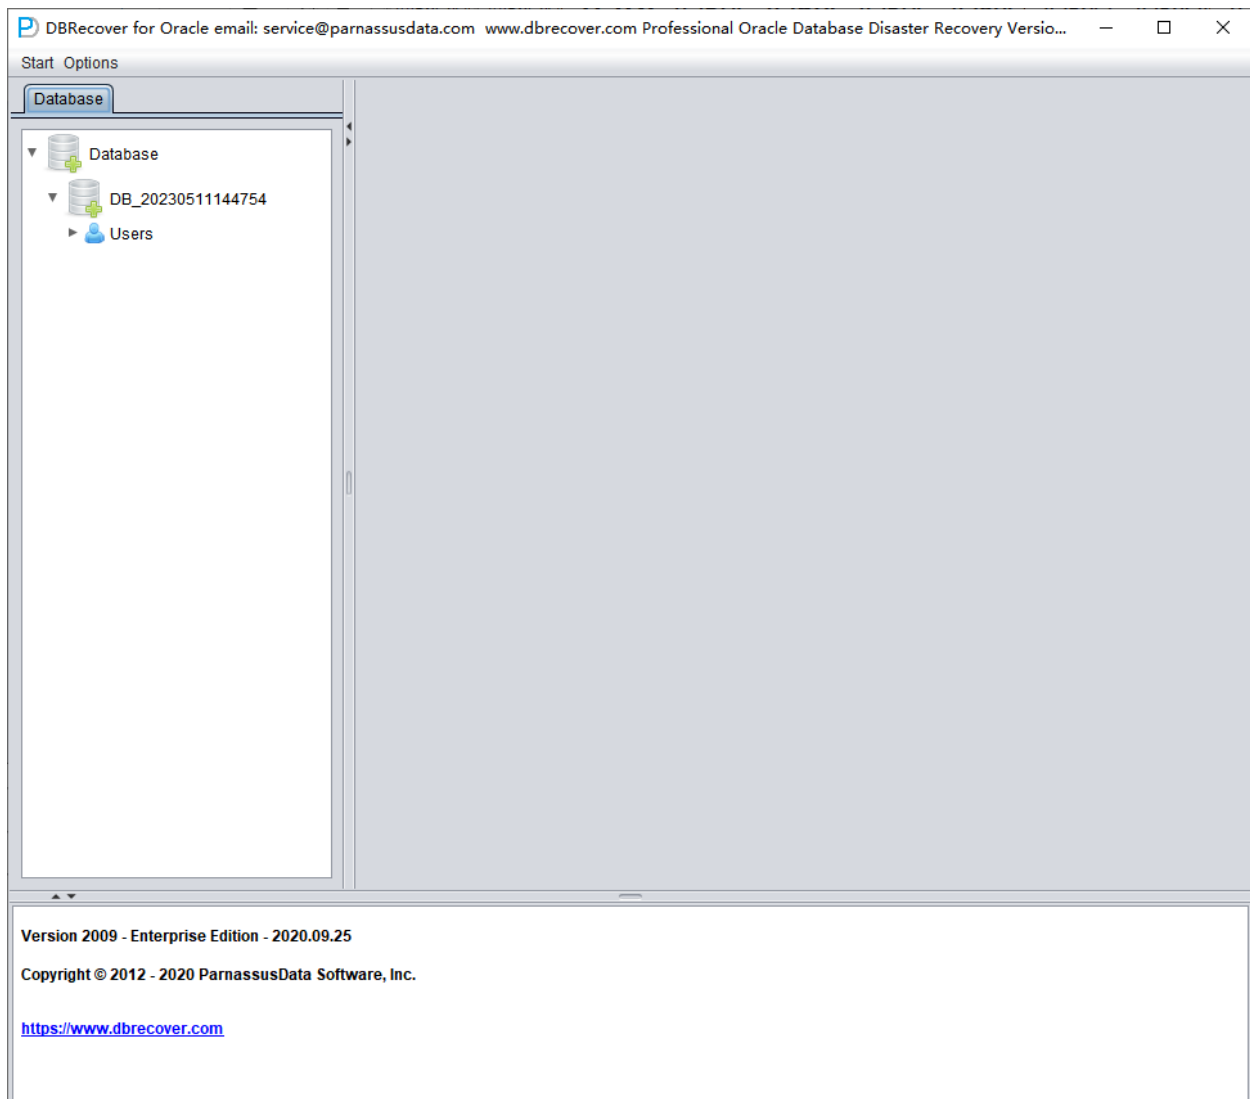 DBRecover for Oracle email: service@parnassusdata.com www.dbrecover.com Professional Oracle Database Disaster Recovery Versio...
Start Options
Database
Database
DB_20230511144754
Users
Version 2009 - Enterprise Edition - 2020.09.25
Copyright © 2012 - 2020 ParnassusData Software, Inc.
https://www.dbrecover.com